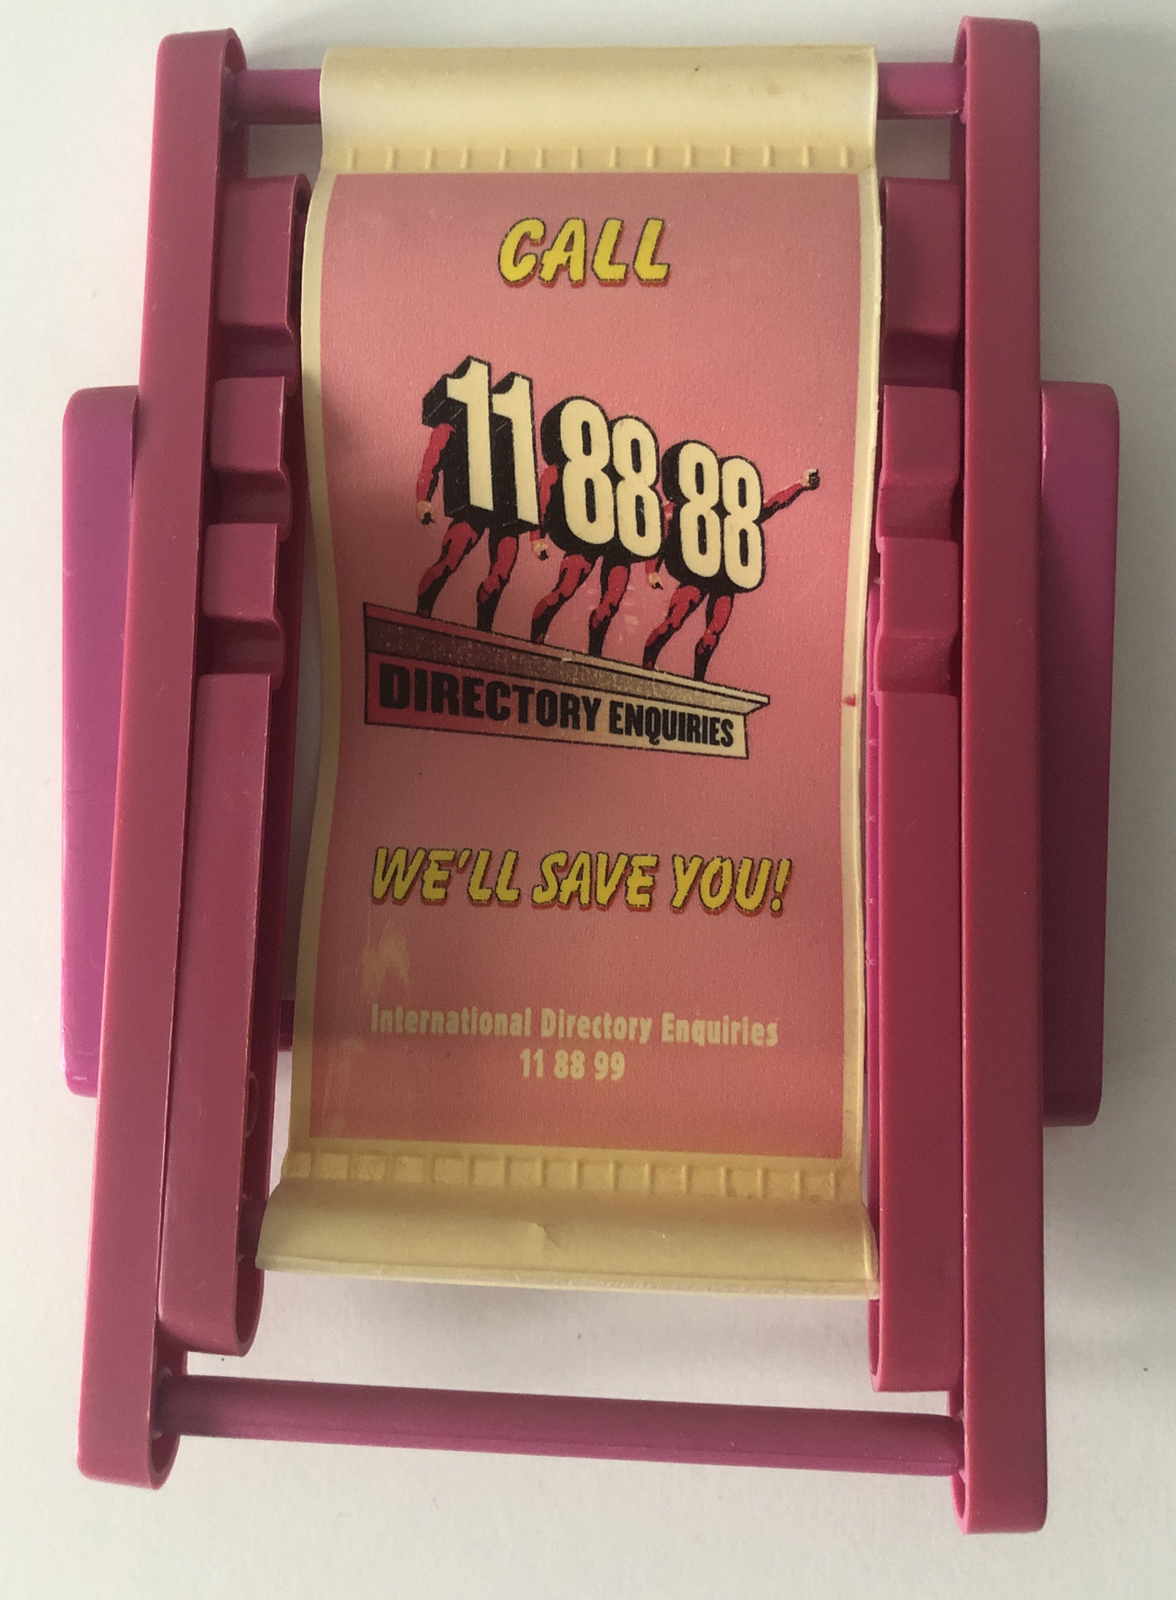 CALL
11 88 88
DIRECTORY ENQUIRIES
WE'LL SAVE YOU!
International Directory Enquiries
11 88 99